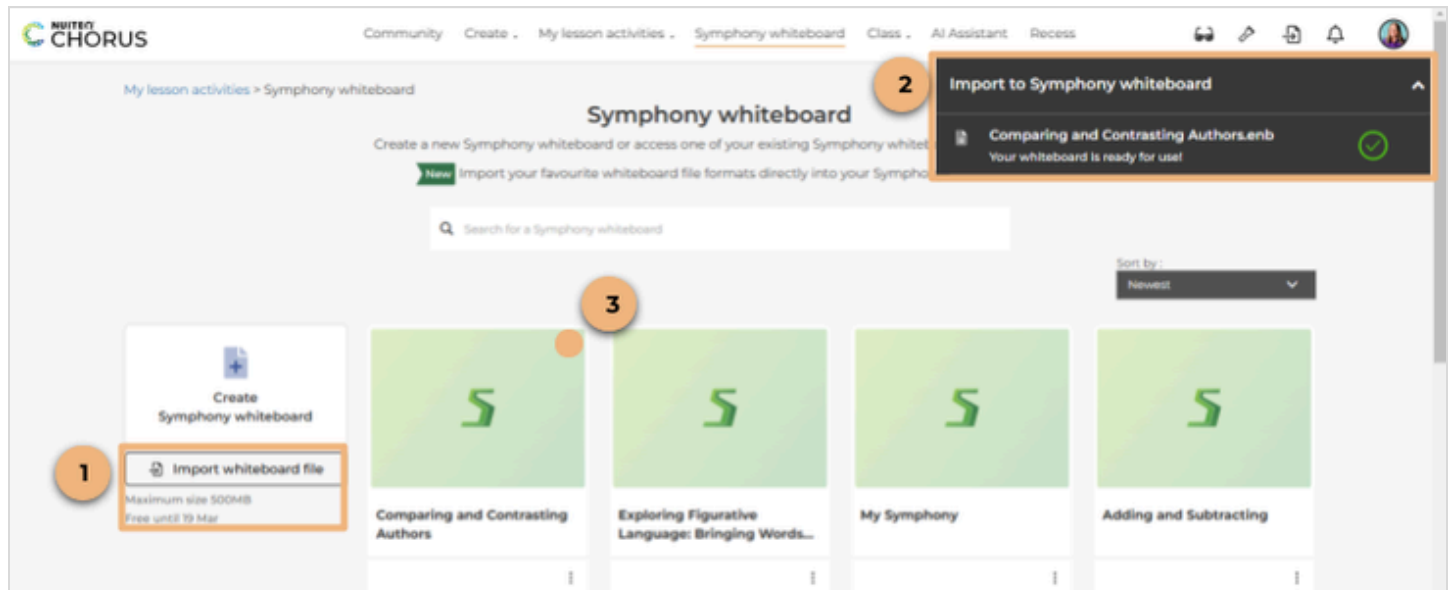 NUITEQ
CHORUS
Community Create My lesson activities Symphony whiteboard Class AI Assistant Recess
2
Import to Symphony whiteboard
Comparing and Contrasting Authors.enb
Your whiteboard is ready for use!
My lesson activities > Symphony whiteboard
Symphony whiteboard
Create a new Symphony whiteboard or access one of your existing Symphony
New Import your favourite whiteboard file formats directly into your
Search for a Symphony whiteboard
Sort by :
Newest
3
Create
Symphony whiteboard
1
Import whiteboard file
Maximum size 500MB
Free until 19 Mar
S
Comparing and Contrasting
Authors
S
Exploring Figurative
Language: Bringing Words...
S
My Symphony
S
Adding and Subtracting